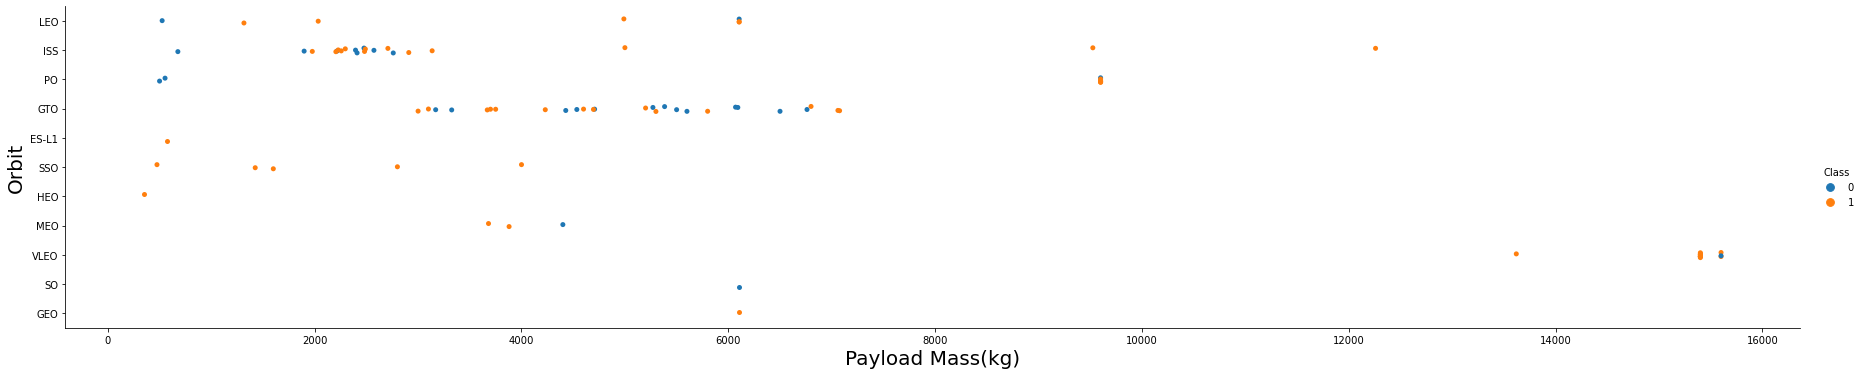 LEO
ISS
PO
GTO
ES-L1
SSO
HEO
MEO
VLEO
SO
GEO
Orbit
0 2000 4000 6000 8000 10000 12000 14000 16000
Payload Mass(kg)
Class
0
1